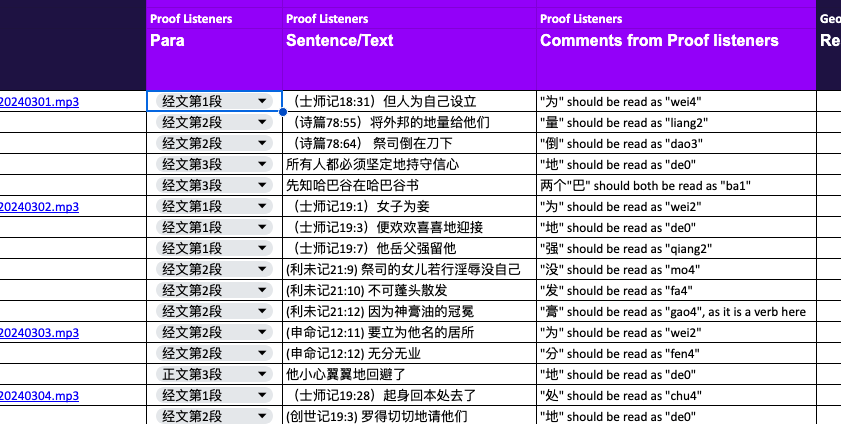 Proof Listeners Proof Listeners Proof Listeners Geo
Para Sentence/Text Comments from Proof listeners Re
20240301.mp3 经文第1段 （士师记18:31）但人为自己设立 "为" should be read as "wei4"
经文第2段 （诗篇78:55）将外邦的地量给他们 "量" should be read as "liang2"
经文第2段 （诗篇78:64） 祭司倒在刀下 "倒" should be read as "dao3"
经文第3段 所有人都必须坚定地持守信心 "地" should be read as "de0"
经文第3段 先知哈巴谷在哈巴谷书 两个"巴" should both be read as "ba1"
20240302.mp3 经文第1段 （士师记19:1）女子为妾 "为" should be read as "wei2"
经文第1段 （士师记19:3）便欢欢喜喜地迎接 "地" should be read as "de0"
经文第1段 （士师记19:7）他岳父强留他 "强" should be read as "qiang2"
经文第2段 (利未记21:9) 祭司的女儿若行淫辱没自己 "没" should be read as "mo4"
经文第2段 (利未记21:10) 不可蓬头散发 "发" should be read as "fa4"
经文第2段 (利未记21:12) 因为神膏油的冠冕 "膏" should be read as "gao4", as it is a verb here
20240303.mp3 经文第2段 (申命记12:11) 要立为他名的居所 "为" should be read as "wei2"
经文第2段 (申命记12:12) 无分无业 "分" should be read as "fen4"
正文第3段 他小心翼翼地回避了 "地" should be read as "de0"
20240304.mp3 经文第1段 （士师记19:28）起身回本处去了 "处" should be read as "chu4"
经文第2段 (创世记19:3) 罗得切切地请他们 "地" should be read as "de0"